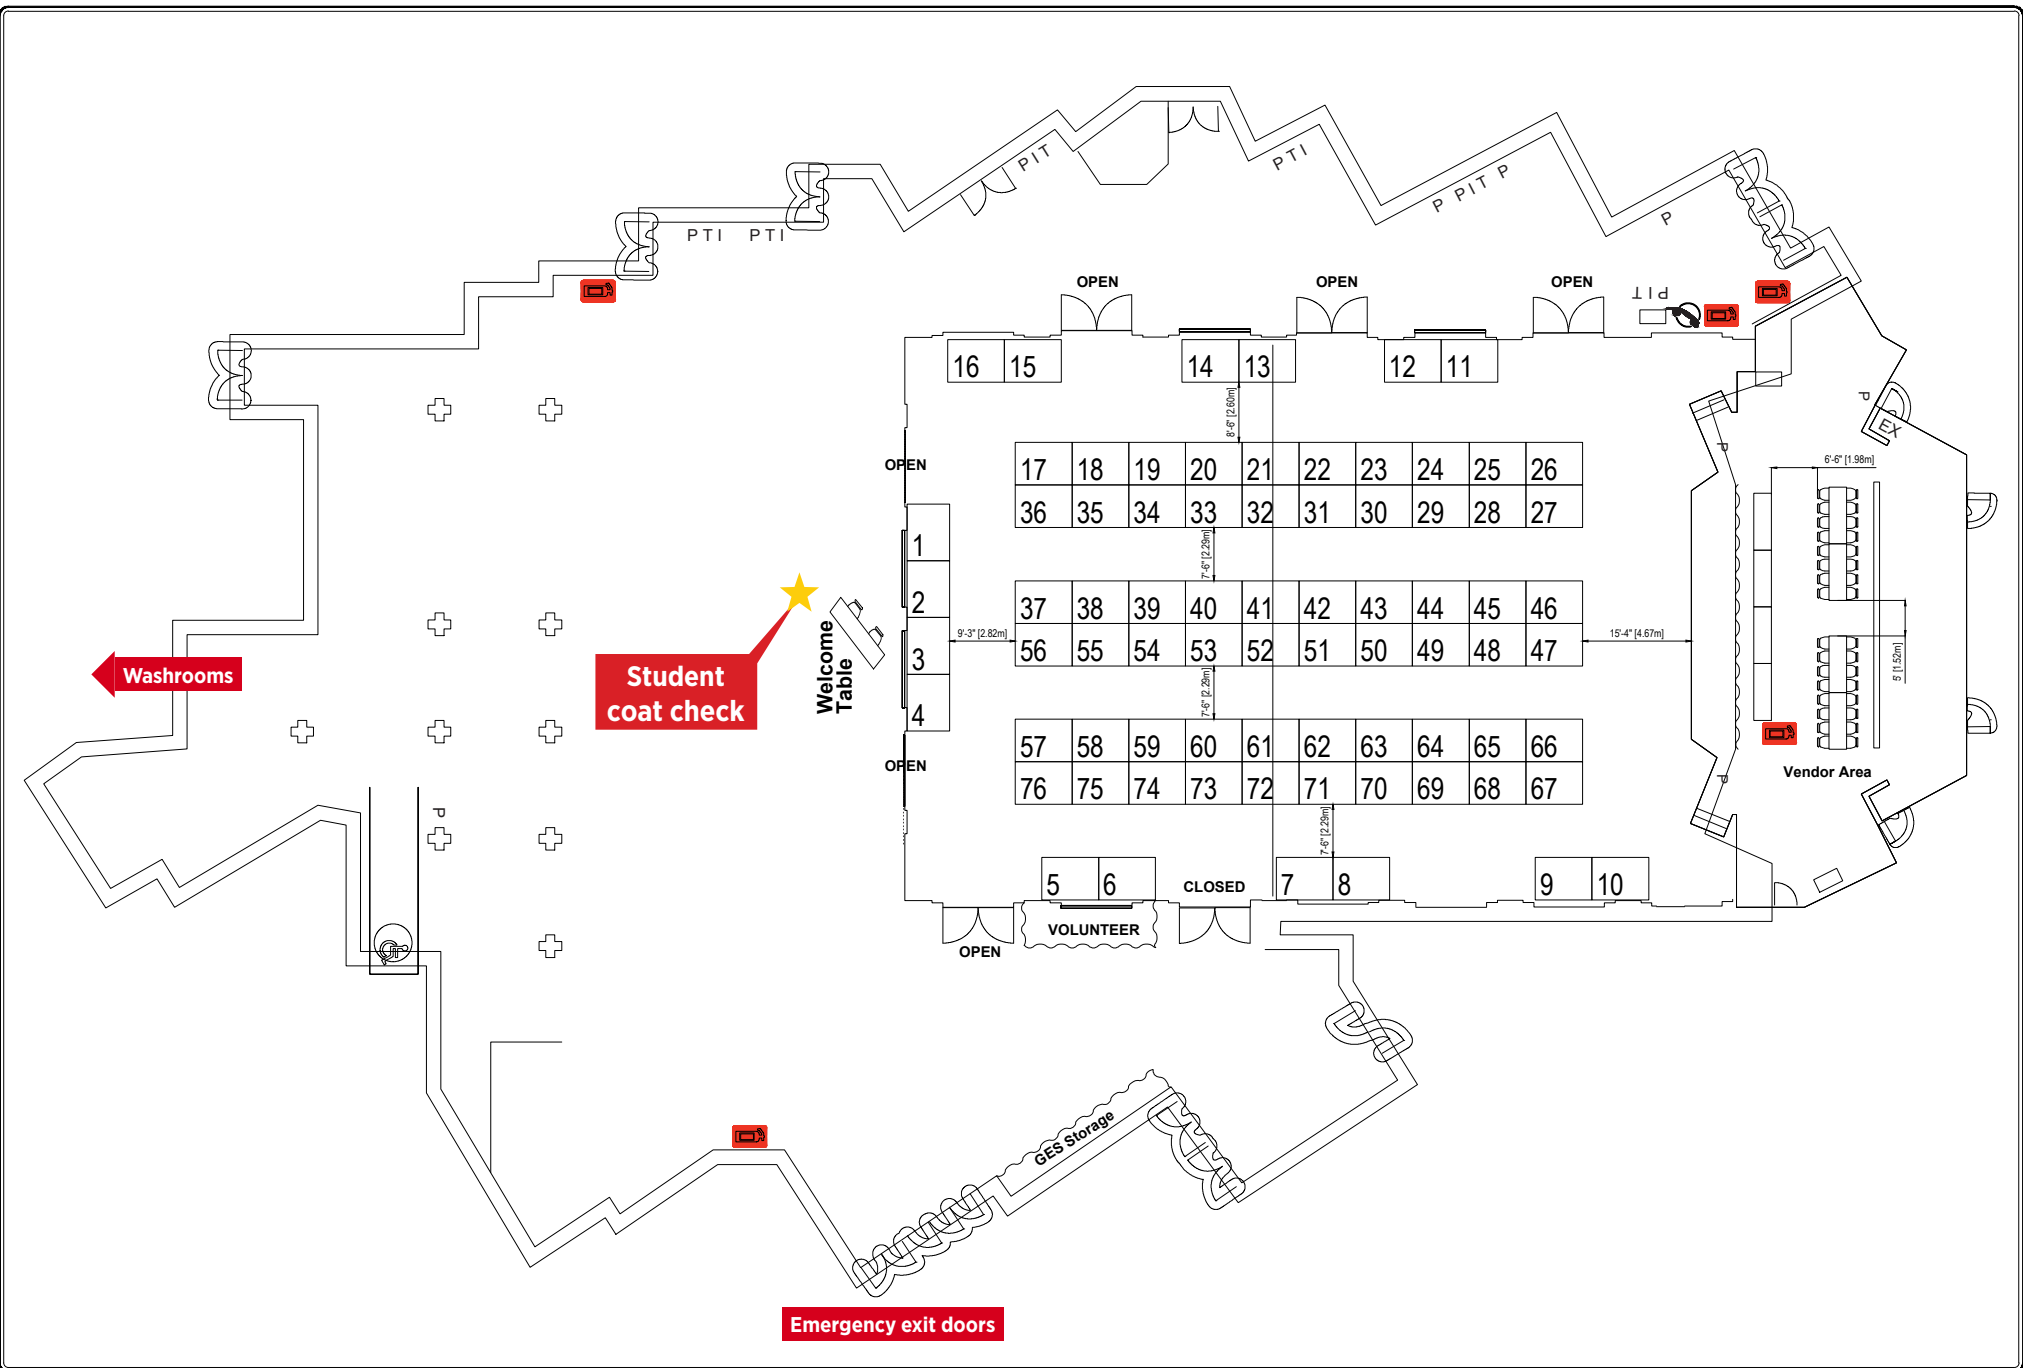 PIT
PTI
P PIT P
P
PTI PTI
OPEN
OPEN
OPEN
PIT
16 15
14 13
12 11
8'-6" [2.60m]
P
EX
P
OPEN
17 18 19 20 21 22 23 24 25 26
36 35 34 33 32 31 30 29 28 27
6'-6" [1.98m]
7'-6" [2.29m]
1
2
3
4
37 38 39 40 41 42 43 44 45 46
56 55 54 53 52 51 50 49 48 47
9'-3" [2.82m]
15'-4" [4.67m]
5' [1.52m]
Welcome
Table
Student
coat check
Washrooms
7'-6" [2.29m]
57 58 59 60 61 62 63 64 65 66
76 75 74 73 72 71 70 69 68 67
OPEN
P
Vendor Area
P
7'-6" [2.29m]
5 6
CLOSED
7 8
9 10
VOLUNTEER
OPEN
GES Storage
Emergency exit doors